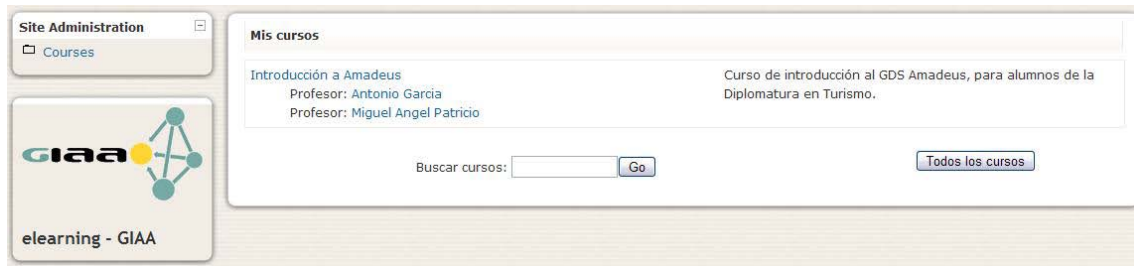 Site Administration
Courses
GIAA
elearning - GIAA
Mis cursos
Introducción a Amadeus
Profesor: Antonio Garcia
Profesor: Miguel Angel Patricio
Curso de introducción al GDS Amadeus, para alumnos de la
Diplomatura en Turismo.
Buscar cursos: Go
Todos los cursos